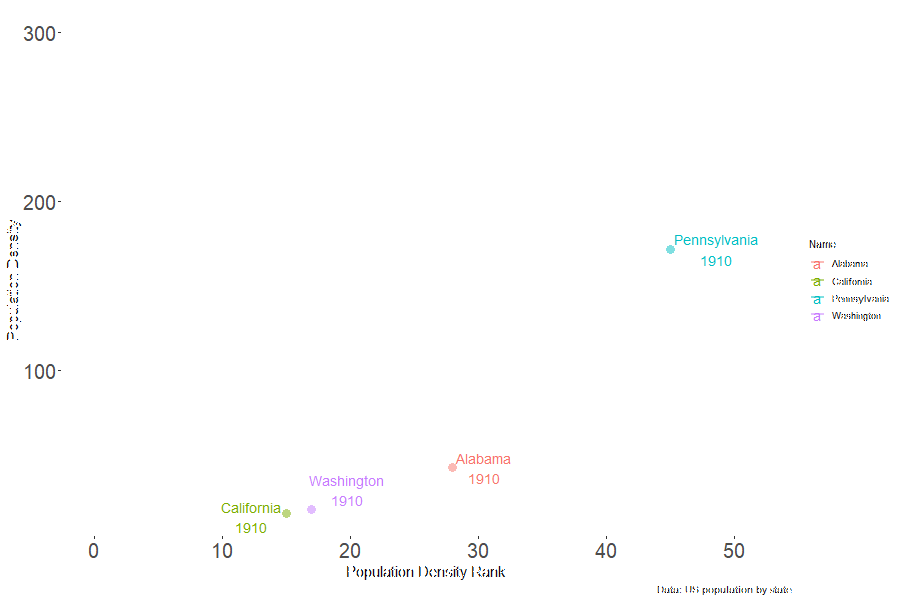 300
200
100
Population Density
Pennsylvania
1910
Alabama
1910
Washington
1910
California
1910
0 10 20 30 40 50
Population Density Rank
Name
a Alabama
a California
a Pennsylvania
a Washington
Data: US population by state